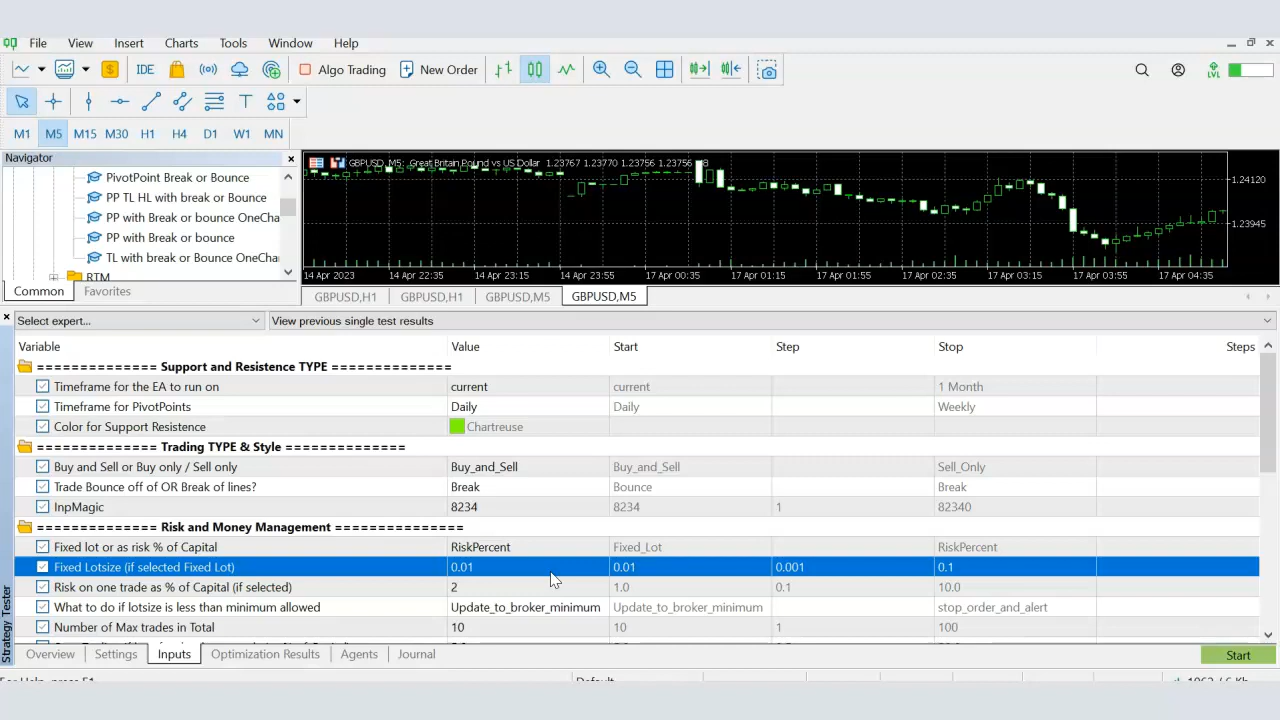 File View Insert Charts Tools Window Help
IDE Algo Trading New Order LVL
M1 M5 M15 M30 H1 H4 D1 W1 MN
Navigator
PivotPoint Break or Bounce
PP TL HL with break or Bounce
PP with Break or bounce OneCha
PP with Break or bounce
TL with break or Bounce OneChar
RTM
Common Favorites
GBPUSD, M5: Great Britain Pound vs US Dollar 1.23767 1.23770 1.23756 1.23756
1.24120
1.23945
14 Apr 2023 14 Apr 22:35 14 Apr 23:15 14 Apr 23:55 17 Apr 00:35 17 Apr 01:15 17 Apr 01:55 17 Apr 02:35 17 Apr 03:15 17 Apr 03:55 17 Apr 04:35
GBPUSD,H1 GBPUSD,H1 GBPUSD,M5 GBPUSD,M5
Select expert... View previous single test results
Variable Value Start Step Stop Steps
============== Support and Resistence TYPE ==============
Timeframe for the EA to run on current current 1 Month
Timeframe for PivotPoints Daily Daily Weekly
Color for Support Resistence Chartreuse
============== Trading TYPE & Style ==============
Buy and Sell or Buy only / Sell only Buy_and_Sell Buy_and_Sell Sell_Only
Trade Bounce off of OR Break of lines? Break Bounce Break
InpMagic 8234 8234 1 82340
============== Risk and Money Management ================
Fixed lot or as risk % of Capital RiskPercent Fixed_Lot RiskPercent
Fixed Lotsize (if selected Fixed Lot) 0.01 0.01 0.001 0.1
Risk on one trade as % of Capital (if selected) 2 1.0 0.1 10.0
What to do if lotsize is less than minimum allowed Update_to_broker_minimum Update_to_broker_minimum stop_order_and_alert
Number of Max trades in Total 10 10 1 100
Strategy Tester
Overview Settings Inputs Optimization Results Agents Journal Start
For Help, press F1 Default